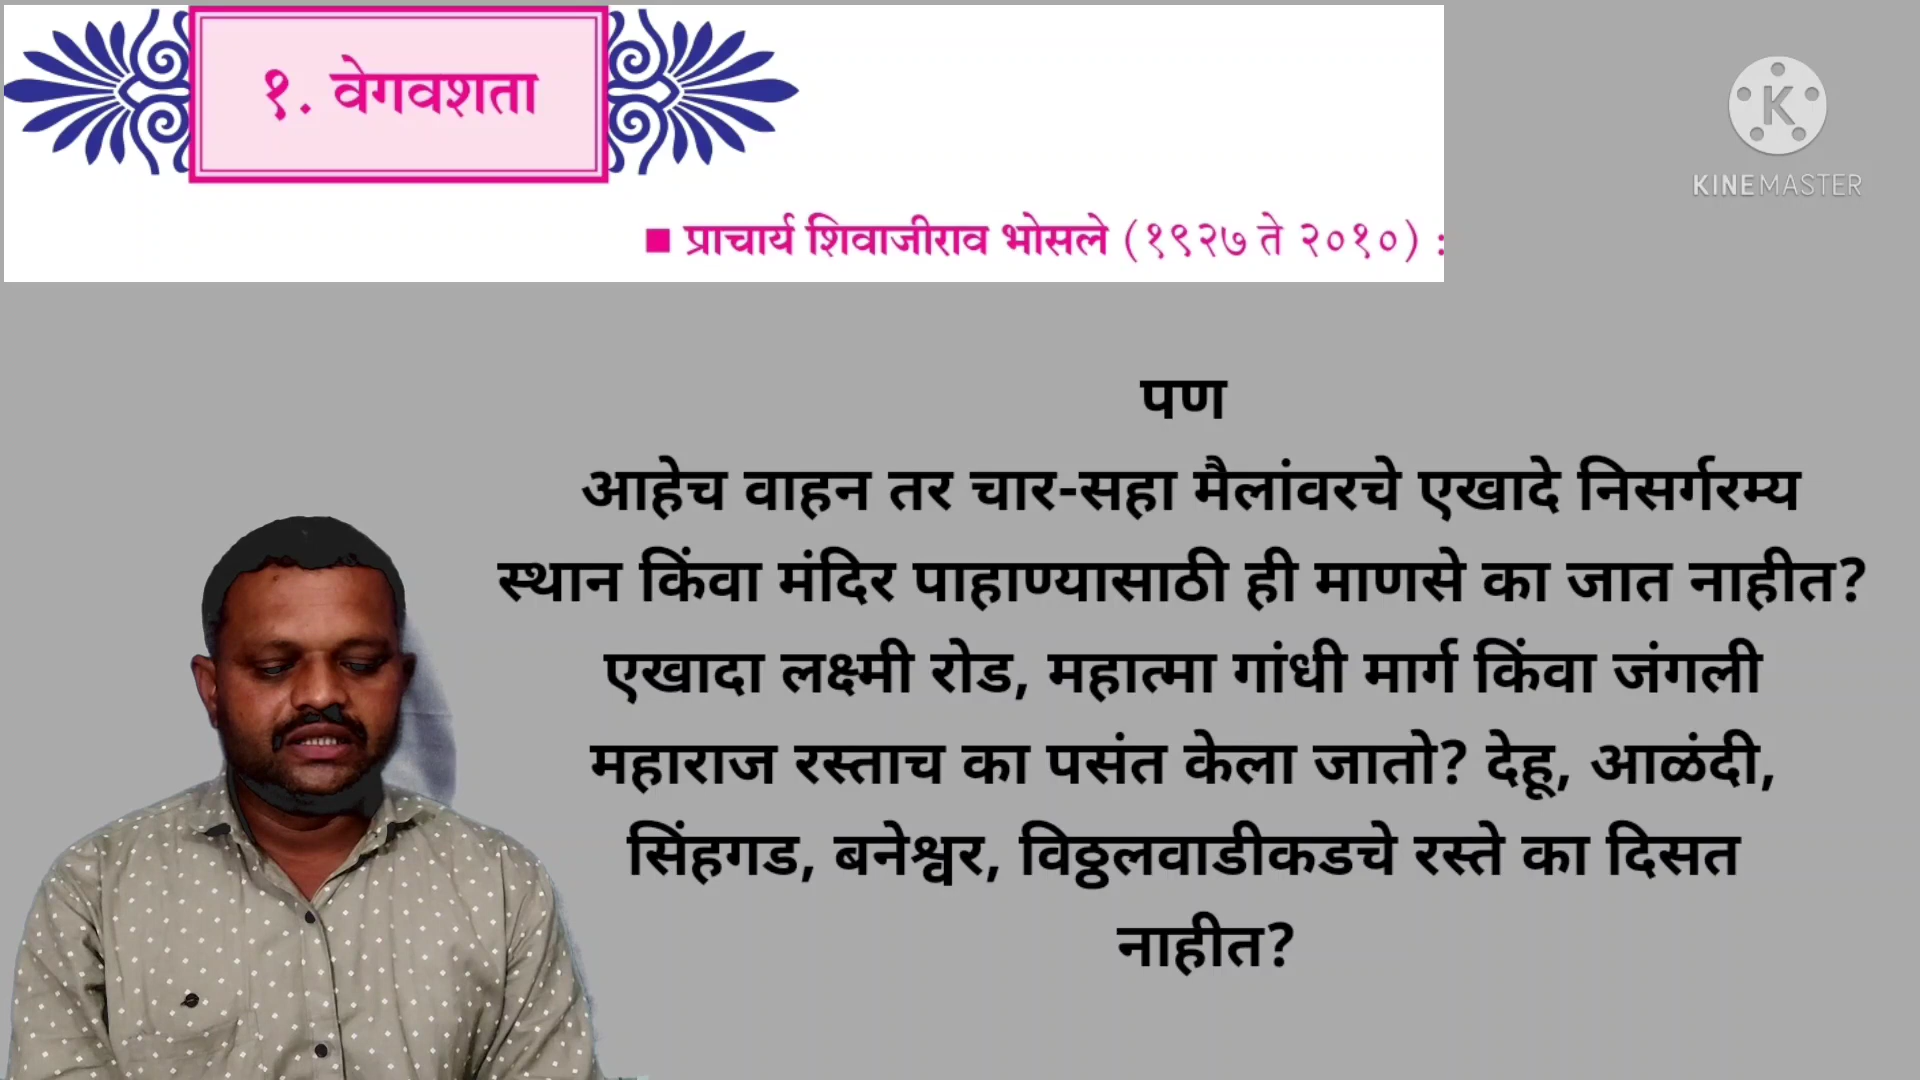 १. वेगवशता
KINEMASTER
■ प्राचार्य शिवाजीराव भोसले (१९२७ ते २०१०) :
पण
आहेच वाहन तर चार-सहा मैलांवरचे एखादे निसर्गरम्य
स्थान किंवा मंदिर पाहाण्यासाठी ही माणसे का जात नाहीत?
एखादा लक्ष्मी रोड, महात्मा गांधी मार्ग किंवा जंगली
महाराज रस्ताच का पसंत केला जातो? देहू, आळंदी,
सिंहगड, बनेश्वर, विठ्ठलवाडीकडचे रस्ते का दिसत
नाहीत?